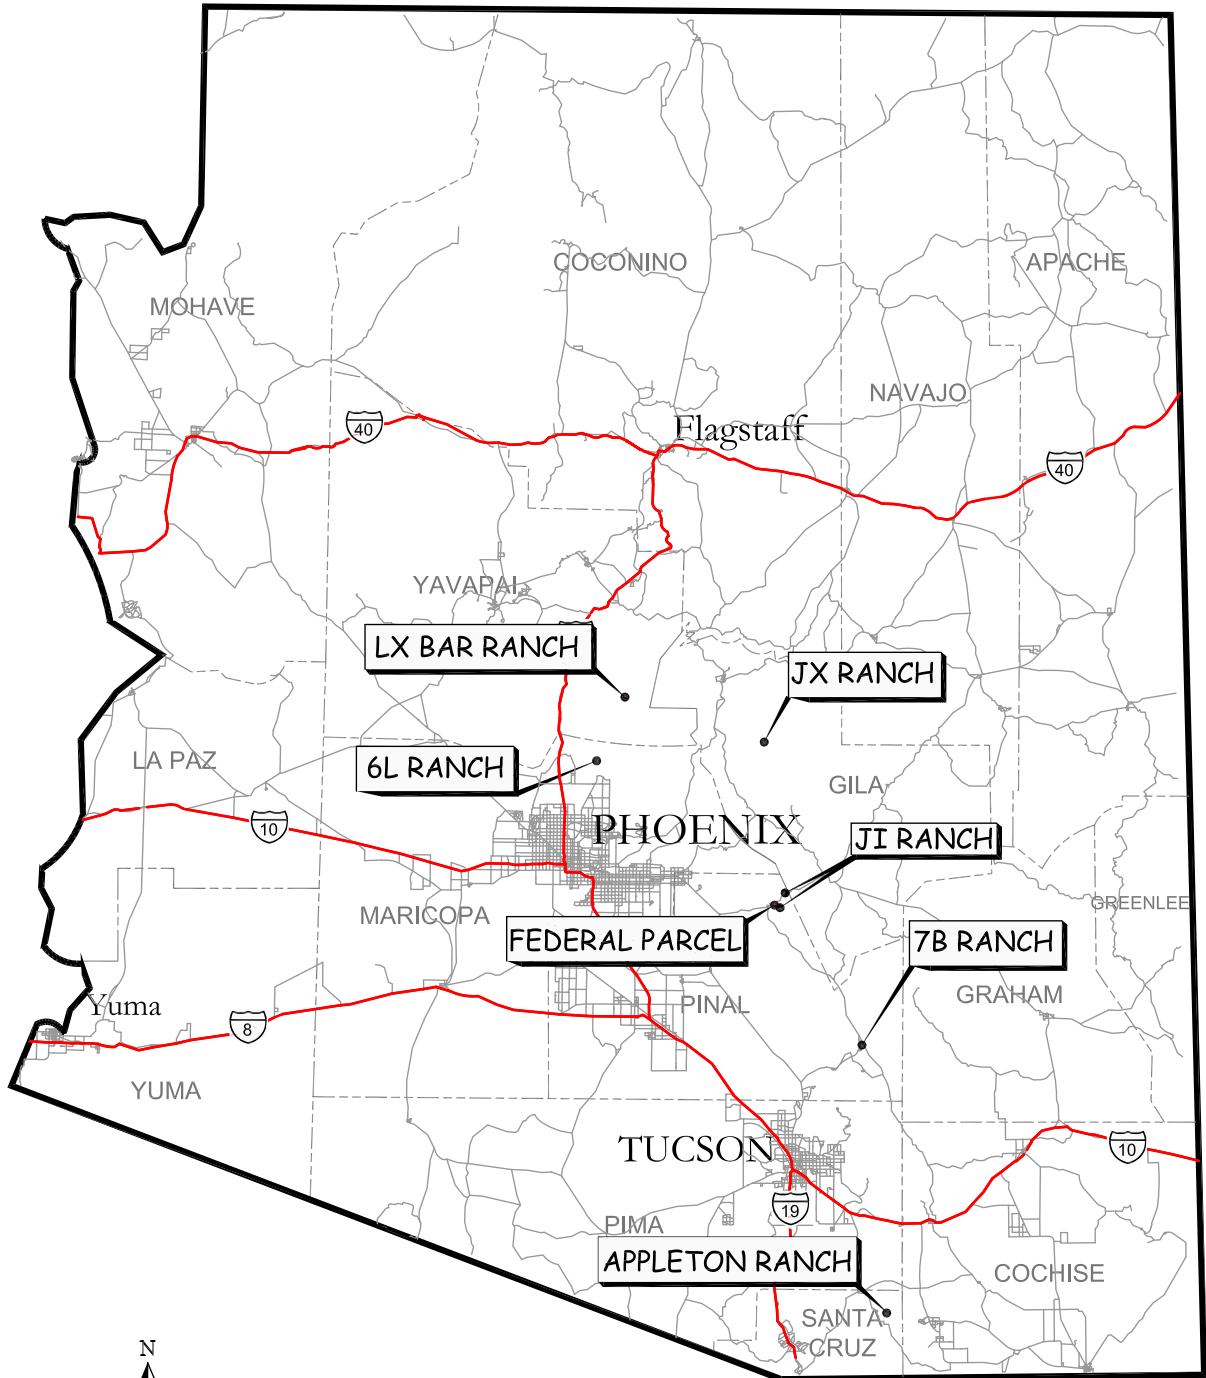 COCONINO
APACHE
MOHAVE
NAVAJO
Flagstaff
40
40
YAVAPAI
LX BAR RANCH
JX RANCH
LA PAZ
6L RANCH
GILA
10
PHOENIX
JI RANCH
MARICOPA
GREENLEE
FEDERAL PARCEL
7B RANCH
Yuma
PINAL
GRAHAM
8
YUMA
TUCSON
10
19
PIMA
APPLETON RANCH
COCHISE
SANTA
CRUZ
N